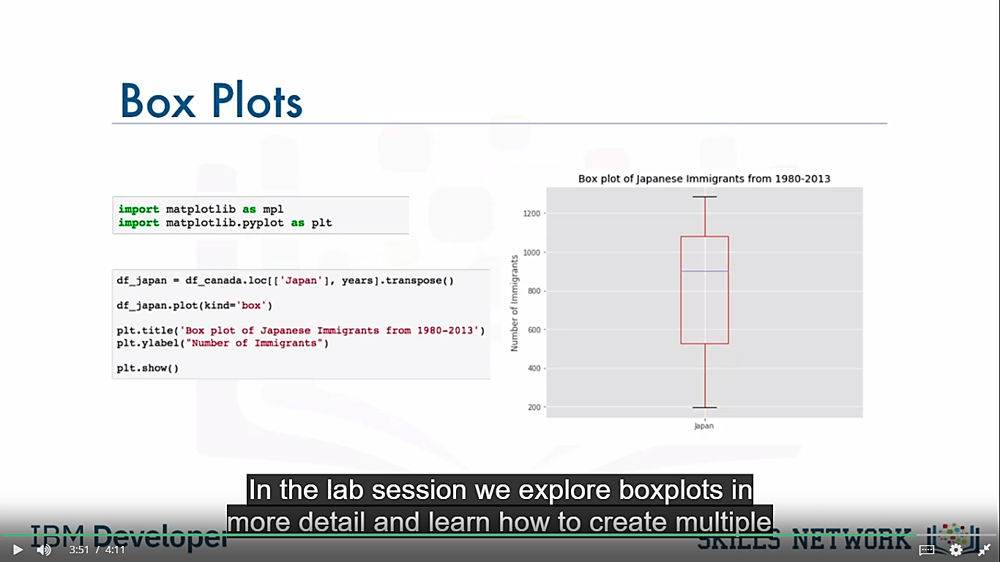 Box Plots
import matplotlib as mpl
import matplotlib.pyplot as plt
df_japan = df_canada.loc[['Japan'], years].transpose()
df_japan.plot(kind='box')
plt.title('Box plot of Japanese Immigrants from 1980-2013')
plt.ylabel("Number of Immigrants")
plt.show()
Box plot of Japanese Immigrants from 1980-2013
Number of Immigrants
1200
1000
800
600
400
200
Japan
In the lab session we explore boxplots in
more detail and learn how to create multiple
IBM Developer
SKILLS NETWORK
3:51 / 4:11